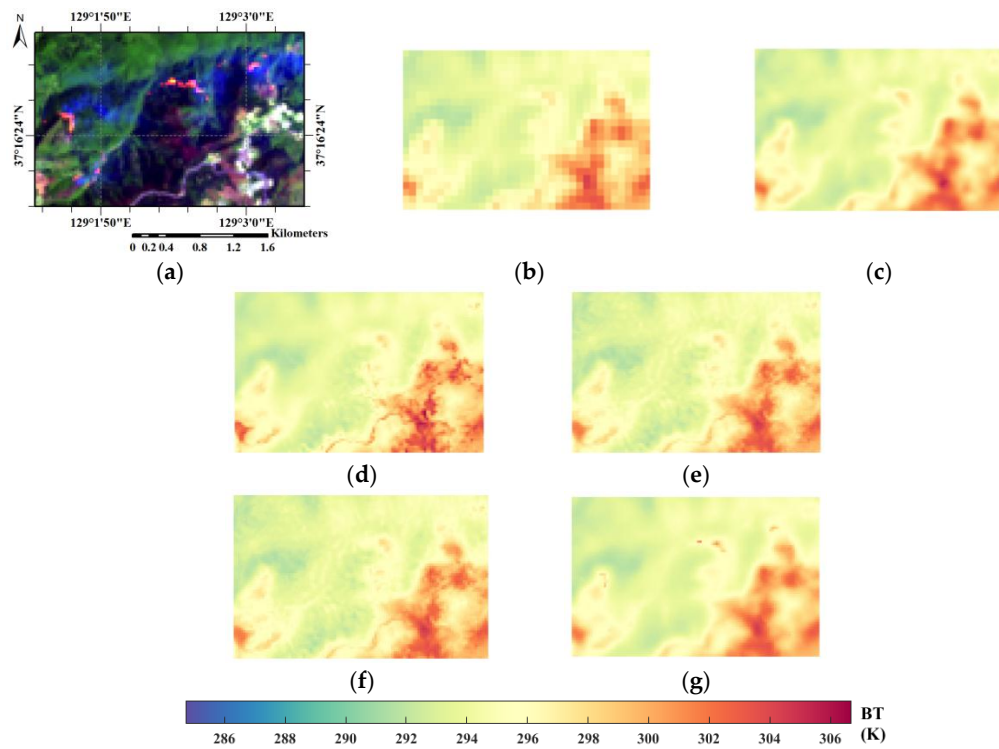 N
129°1'50"E 129°3'0"E
37°16'24"N 37°16'24"N
129°1'50"E 129°3'0"E
Kilometers
0 0.2 0.4 0.8 1.2 1.6
(a) (b) (c)
(d) (e)
(f) (g)
BT
(K)
286 288 290 292 294 296 298 300 302 304 306